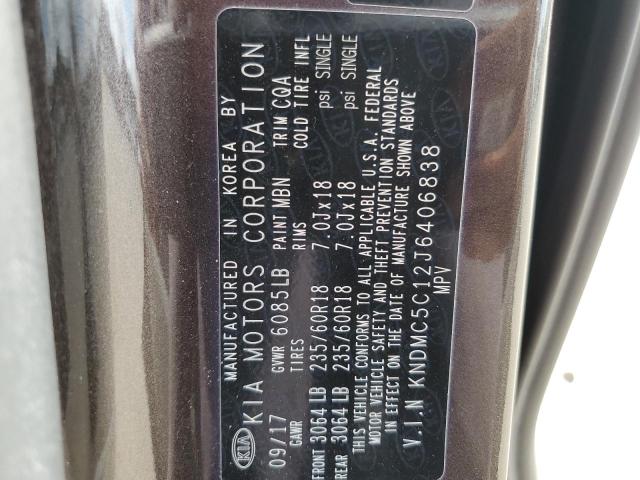 MANUFACTURED IN KOREA BY
KIA KIA MOTORS CORPORATION
09/17 GVWR 6085LB PAINT MBN TRIM CQA
GAWR TIRES RIMS COLD TIRE INFL
FRONT 3064 LB 235/60R18 7.0Jx18 psi SINGLE
REAR 3064 LB 235/60R18 7.0Jx18 psi SINGLE
THIS VEHICLE CONFORMS TO ALL APPLICABLE U.S.A. FEDERAL
MOTOR VEHICLE SAFETY AND THEFT PREVENTION STANDARDS
IN EFFECT ON THE DATE OF MANUFACTURE SHOWN ABOVE
V.I.N KNDMC5C12J6406838
MPV